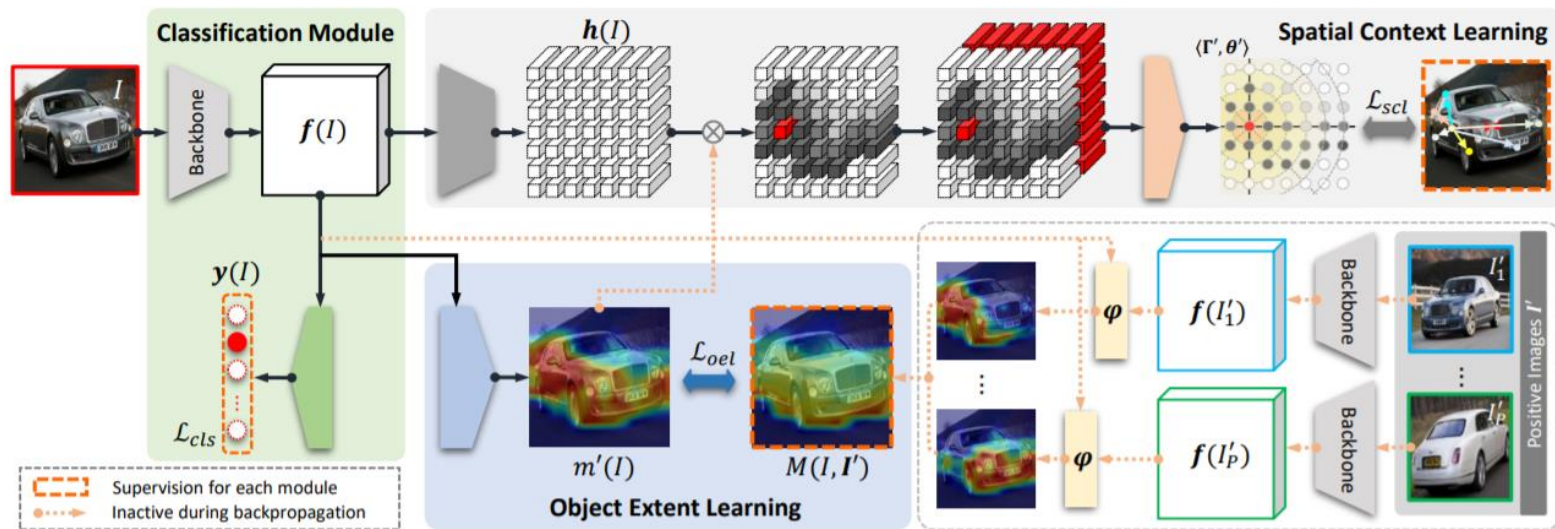 Classification Module
h(I)
Spatial Context Learning
⟨Γ′, θ′⟩
I
Backbone
f(I)
ℒscl
y(I)
ℒcls
ℒoel
m′(I)
M(I, I′)
Object Extent Learning
φ
f(I′1)
Backbone
I′1
⋮
φ
f(I′P)
Backbone
I′P
⋮
Positive Images I′
Supervision for each module
Inactive during backpropagation